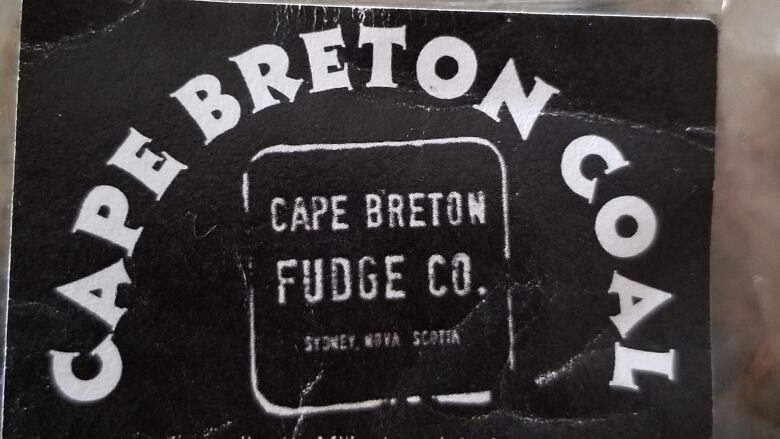 CAPE BRETON COAL
CAPE BRETON
FUDGE CO.
SYDNEY, NOVA SCOTIA